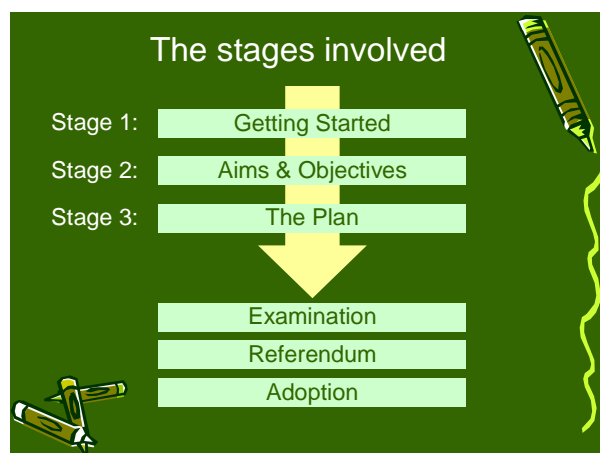 The stages involved
Stage 1: Getting Started
Stage 2: Aims & Objectives
Stage 3: The Plan
Examination
Referendum
Adoption